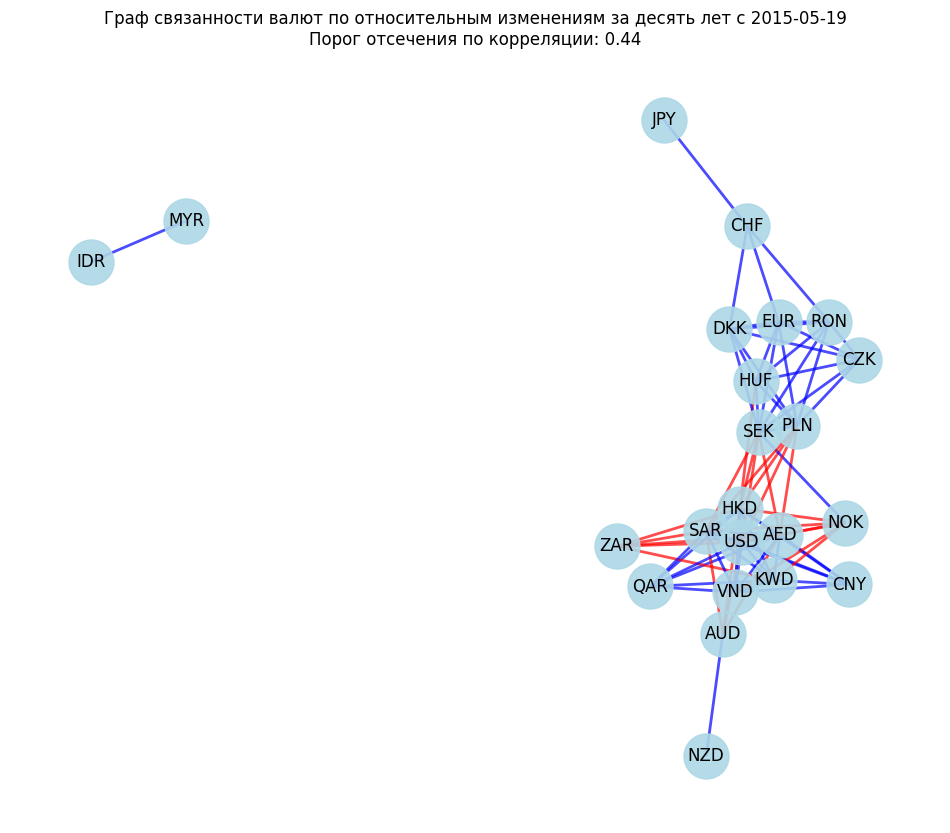 Граф связанности валют по относительным изменениям за десять лет с 2015-05-19
Порог отсечения по корреляции: 0.44
JPY
MYR
CHF
IDR
DKK
EUR
RON
CZK
HUF
SEK
PLN
HKD
SAR
USD
AED
NOK
ZAR
QAR
VND
KWD
CNY
AUD
NZD